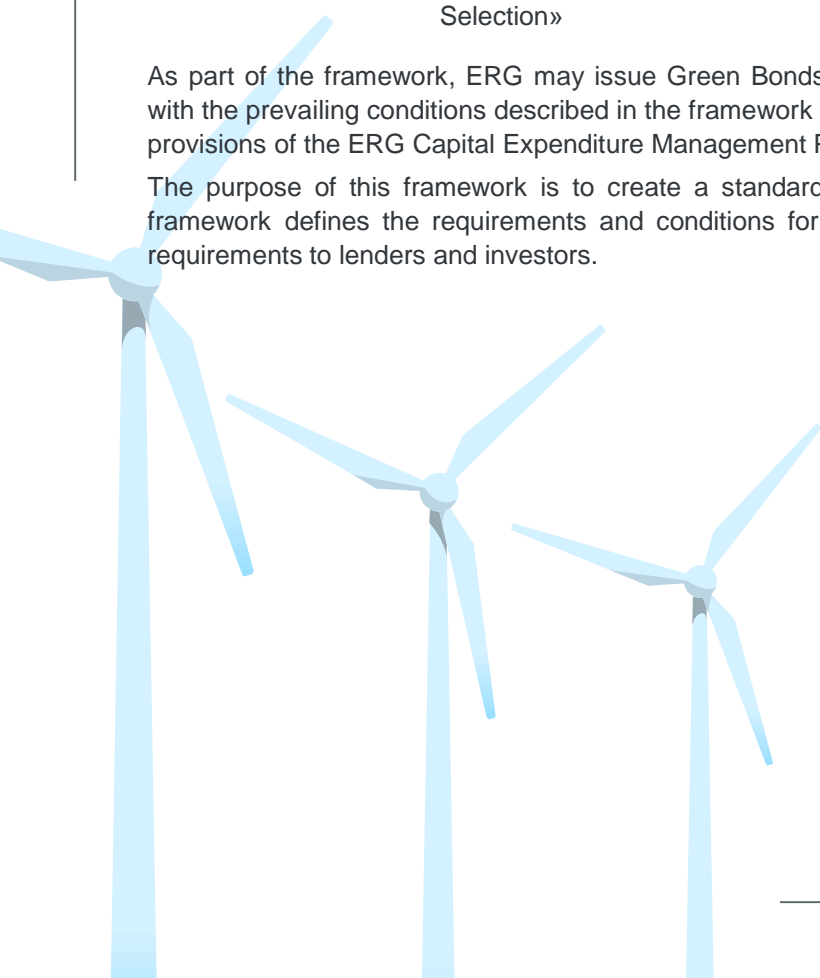 Selection»
As part of the framework, ERG may issue Green Bonds
with the prevailing conditions described in the framework
provisions of the ERG Capital Expenditure Management
The purpose of this framework is to create a standard
framework defines the requirements and conditions for
requirements to lenders and investors.